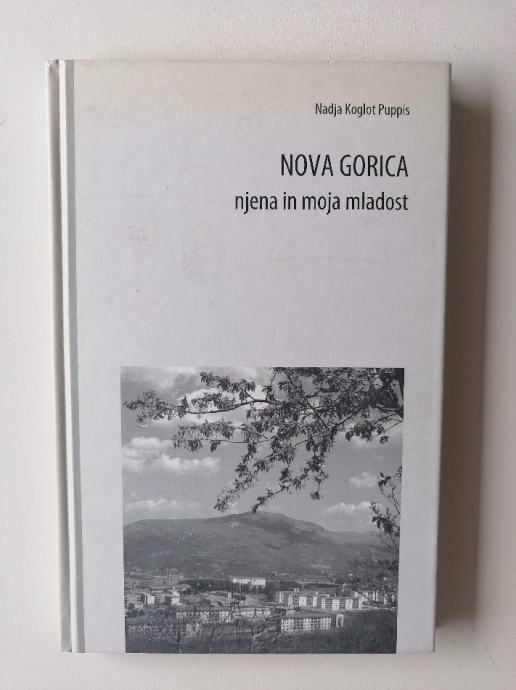 Nadja Koglot Puppis
NOVA GORICA
njena in moja mladost